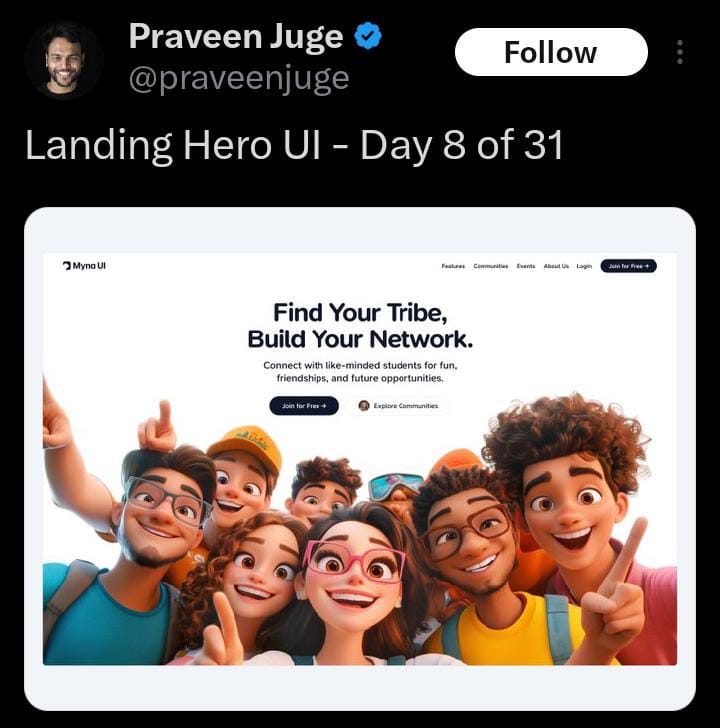 Praveen Juge
@praveenjuge
Follow
Landing Hero UI - Day 8 of 31
Myna UI
Features Communities Events About Us Login Join for Free →
Find Your Tribe,
Build Your Network.
Connect with like-minded students for fun,
friendships, and future opportunities.
Join for Free → Explore Communities